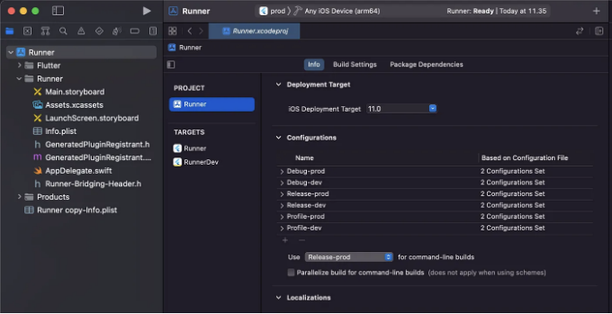 Runner
prod 〉 Any iOS Device (arm64)
Runner: Ready | Today at 11.35
Runner.xcodeproj
Runner
Runner
Flutter
Runner
Main.storyboard
Assets.xcassets
LaunchScreen.storyboard
Info.plist
GeneratedPluginRegistrant.h
GeneratedPluginRegistrant....
AppDelegate.swift
Runner-Bridging-Header.h
Products
Runner copy-Info.plist
Info
Build Settings
Package Dependencies
PROJECT
Runner
TARGETS
Runner
RunnerDev
Deployment Target
iOS Deployment Target 11.0
Configurations
Name Based on Configuration File
Debug-prod 2 Configurations Set
Debug-dev 2 Configurations Set
Release-prod 2 Configurations Set
Release-dev 2 Configurations Set
Profile-prod 2 Configurations Set
Profile-dev 2 Configurations Set
Use Release-prod for command-line builds
Parallelize build for command-line builds (does not apply when using schemes)
Localizations